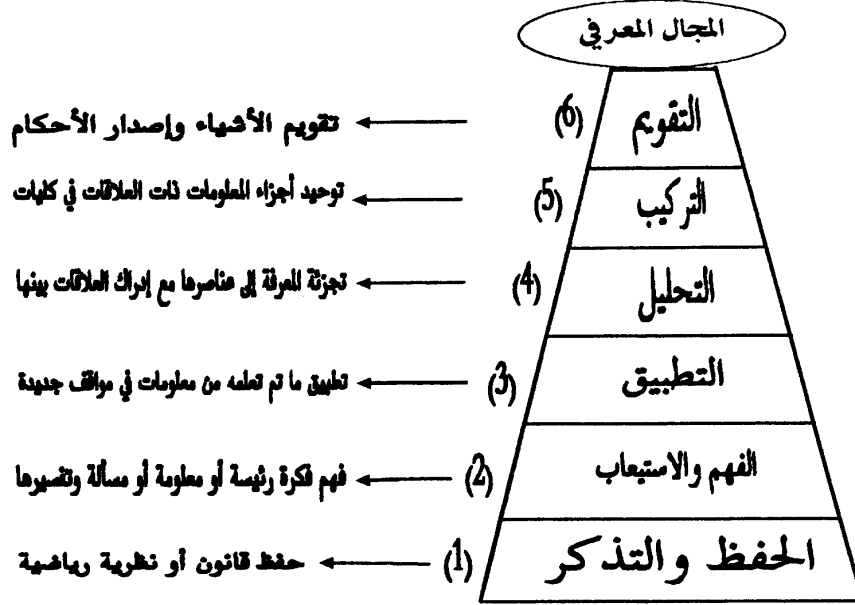 المجال المعرفي
التقويم (6) تقويم الأشياء وإصدار الأحكام
التركيب (5) توحيد أجزاء المعلومات ذات العلاقات في كليات
التحليل (4) تجزئة المعرفة إلى عناصرها مع إدراك العلاقات بينها
التطبيق (3) تطبيق ما تم تعلمه من معلومات في مواقف جديدة
الفهم والاستيعاب (2) فهم فكرة رئيسة أو معلومة أو مسألة وتفسيرها
الحفظ والتذكر (1) حفظ قانون أو نظرية رياضية